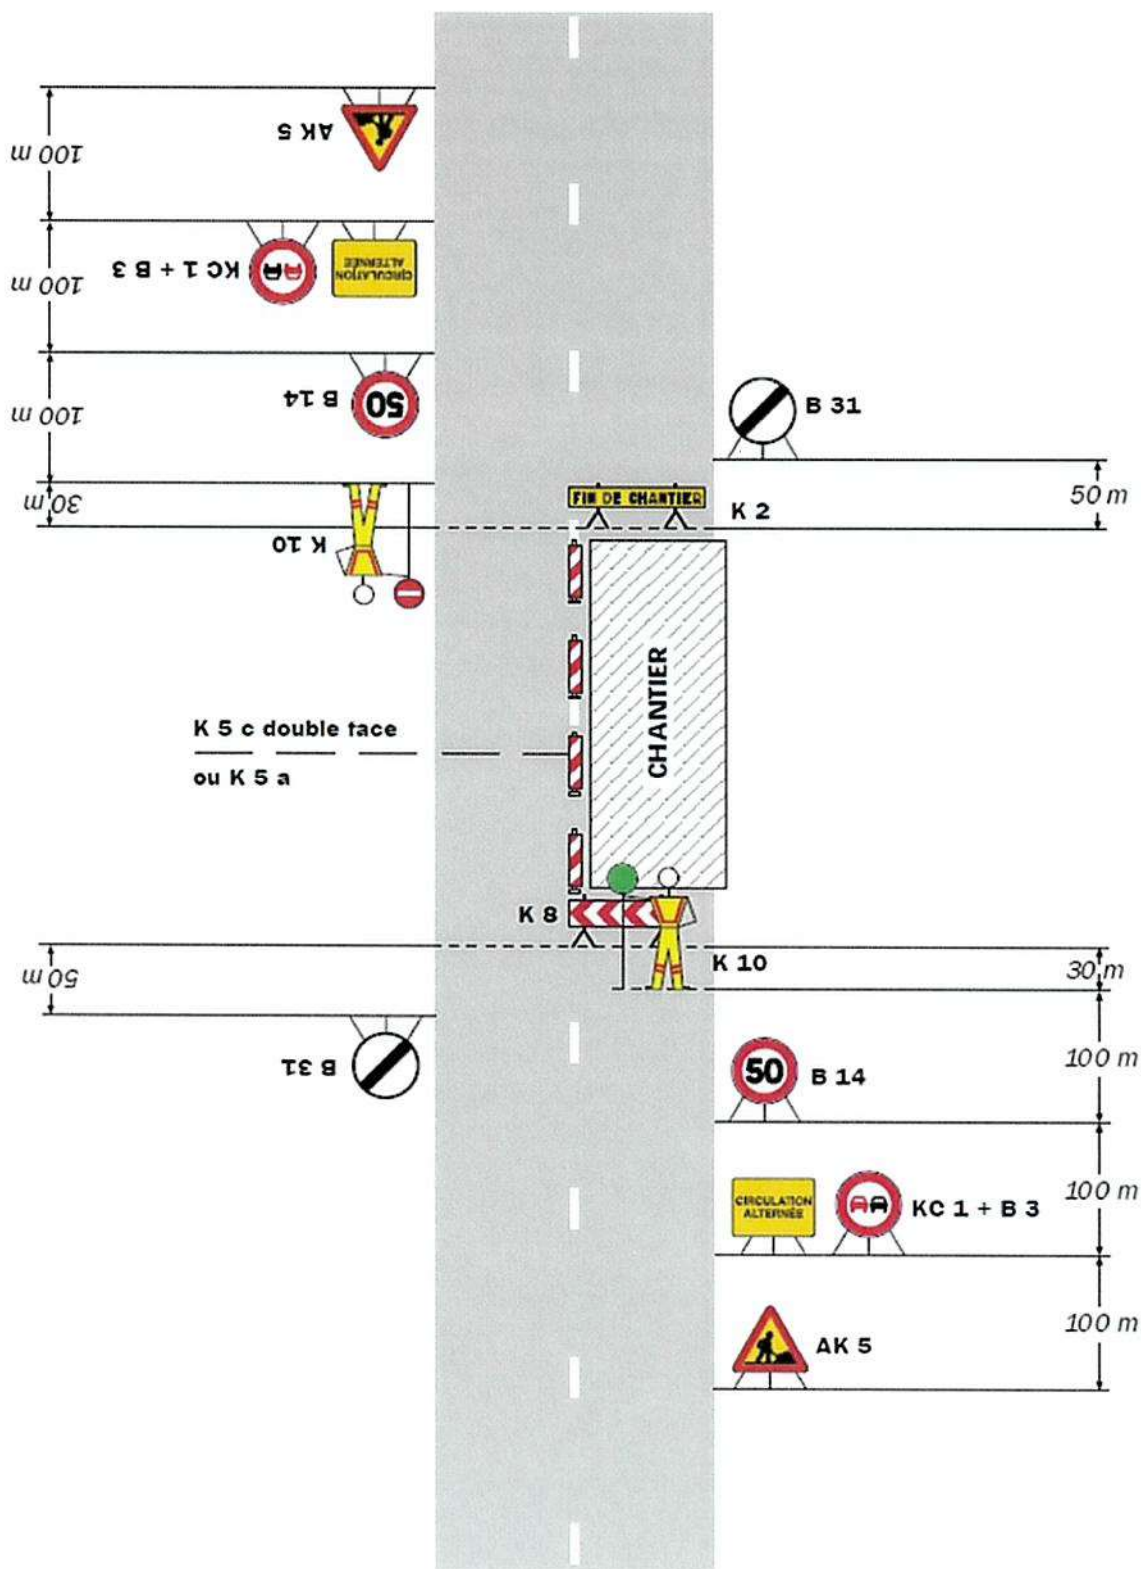 100 m
AK 5
100 m
KC 1 + B 3
CIRCULATION
ALTERNÉE
100 m
B 14
50
B 31
30 m
K 10
FIN DE CHANTIER
K 2
50 m
CHANTIER
K 5 c double face
ou K 5 a
K 8
K 10
30 m
50 m
B 31
50
B 14
100 m
CIRCULATION
ALTERNÉE
KC 1 + B 3
100 m
AK 5
100 m